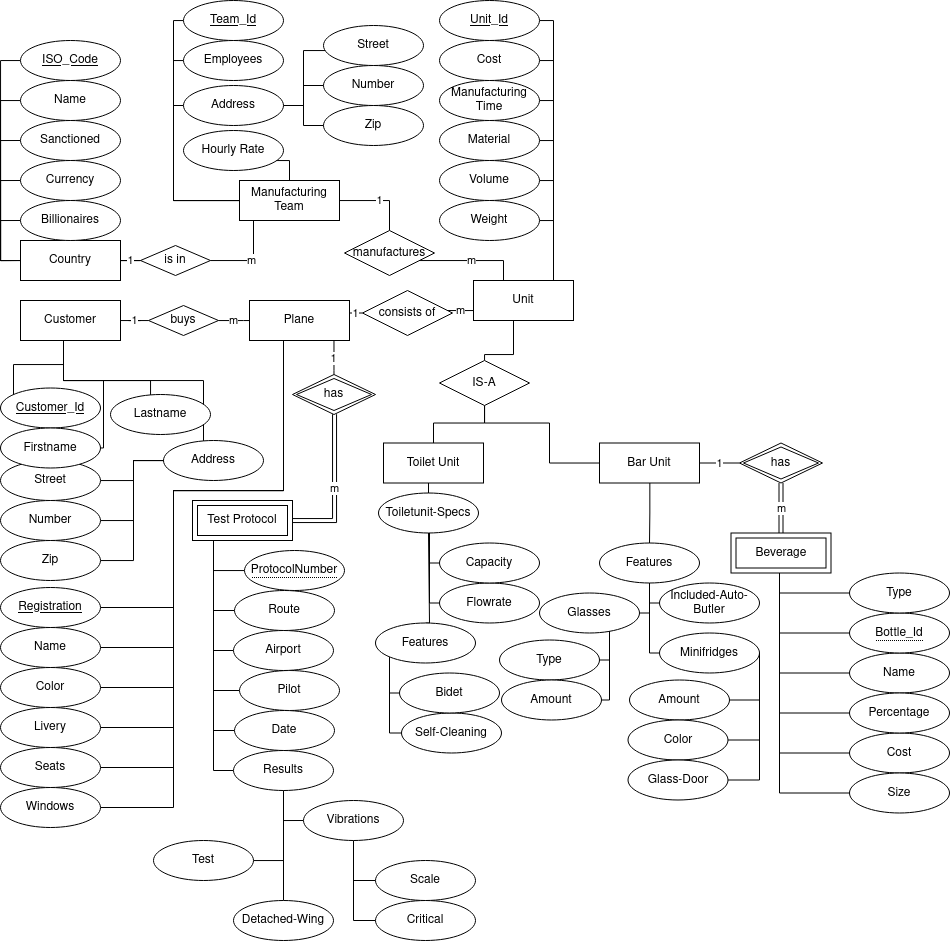 Team_Id
Unit_Id
Street
ISO_Code
Employees
Cost
Number
Name
Address
Manufacturing
Time
Zip
Sanctioned
Hourly Rate
Material
Currency
Manufacturing
Team
1
Volume
Billionaires
Weight
Country
1
is in
m
manufactures
m
Unit
Customer
1
buys
m
Plane
1
consists of
m
1
IS-A
has
Customer_Id
Lastname
Firstname
Address
Toilet Unit
Bar Unit
1
has
Street
m
m
Number
Test Protocol
Toiletunit-Specs
Beverage
Zip
ProtocolNumber
Capacity
Features
Type
Registration
Route
Flowrate
Glasses
Included-Auto-
Butler
Bottle_Id
Name
Airport
Features
Type
Minifridges
Name
Color
Pilot
Bidet
Amount
Amount
Percentage
Livery
Date
Self-Cleaning
Color
Cost
Seats
Results
Glass-Door
Size
Windows
Vibrations
Test
Scale
Detached-Wing
Critical